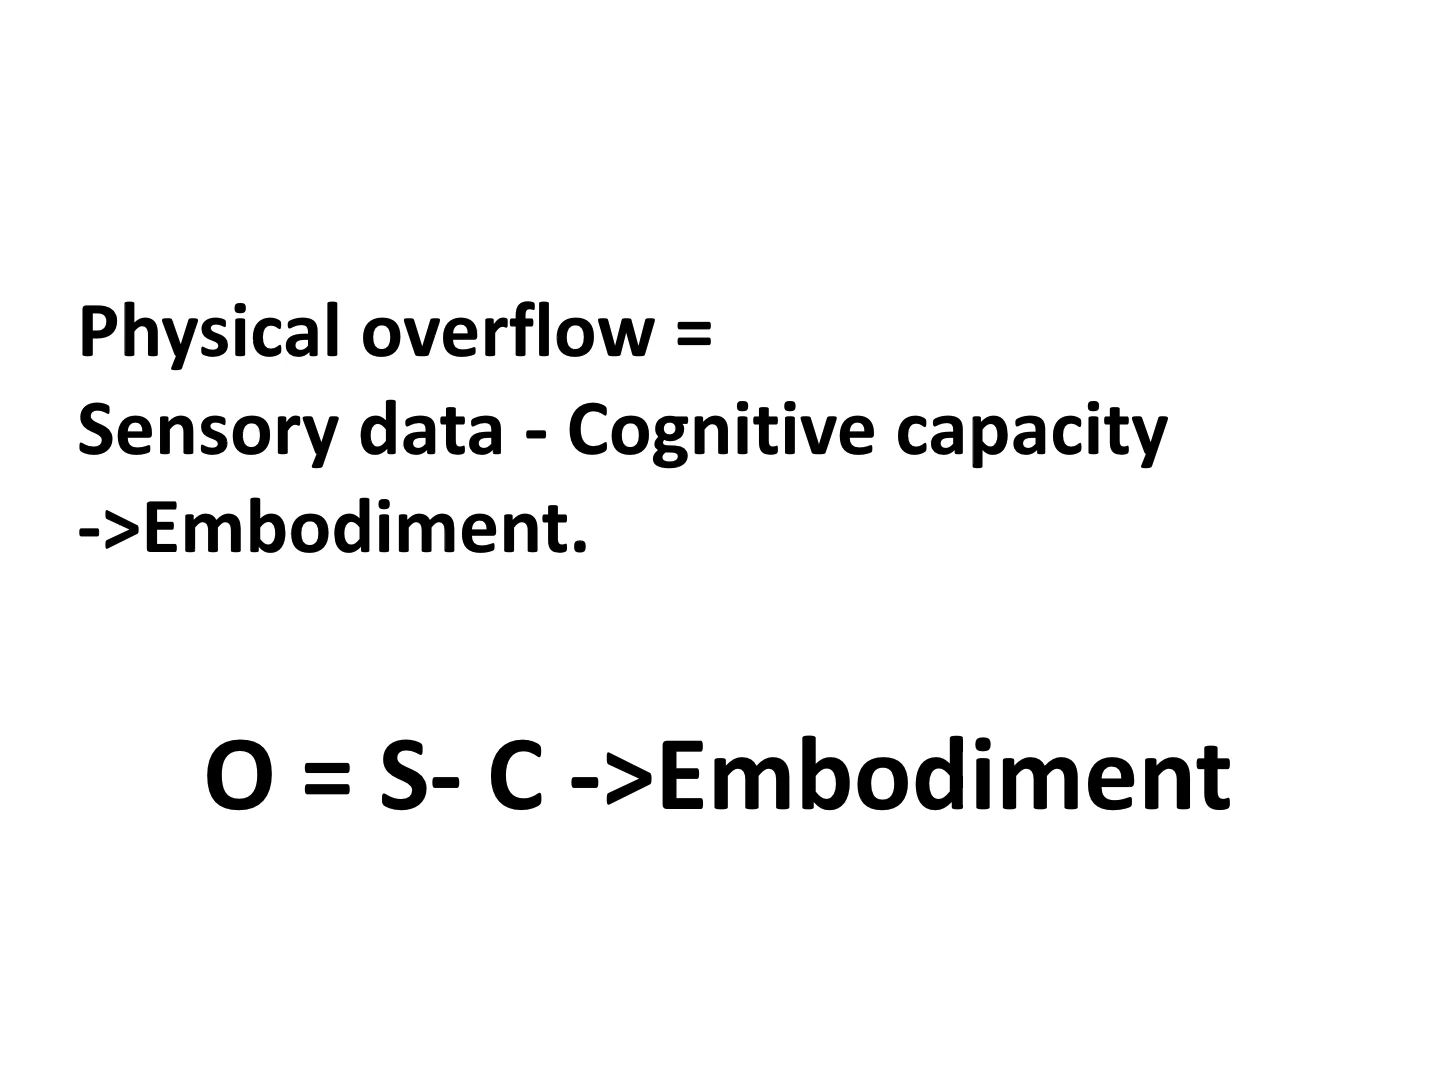 Physical overflow =
Sensory data - Cognitive capacity
->Embodiment.
O = S- C ->Embodiment